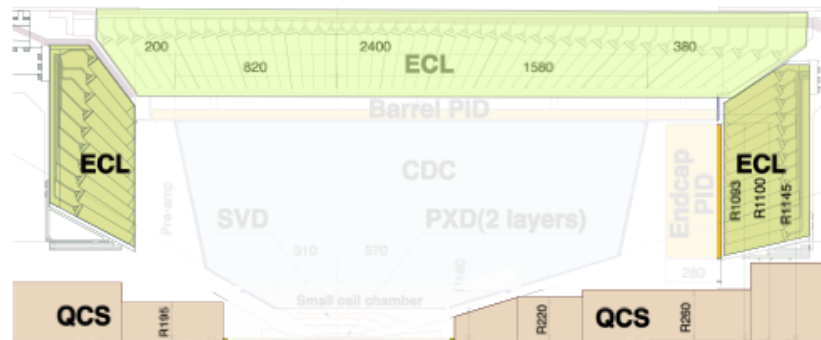 200 2400 380
820 ECL 1580
Barrel PID
ECL CDC ECL
Endcap PID
Pre-amp
R1093
R1100
R1145
SVD PXD(2 layers)
310 570
R160
280
Small cell chamber
QCS R195 R220 QCS R260